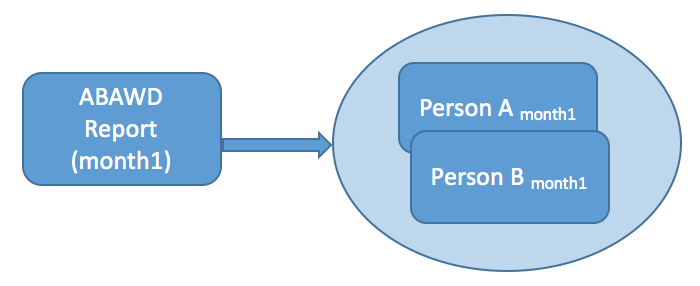 ABAWD
Report
(month1)
Person A month1
Person B month1